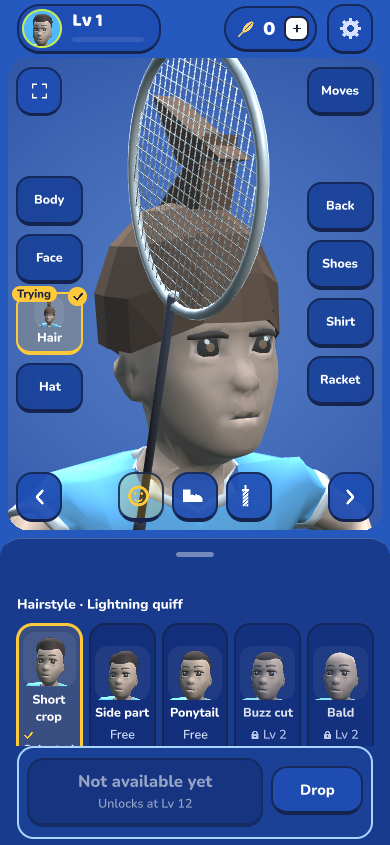 Lv 1
0
+
Moves
Body
Back
Face
Shoes
Trying
Hair
Shirt
Hat
Racket
Hairstyle · Lightning quiff
Short crop
Side part
Free
Ponytail
Free
Buzz cut
Lv 2
Bald
Lv 2
Not available yet
Unlocks at Lv 12
Drop